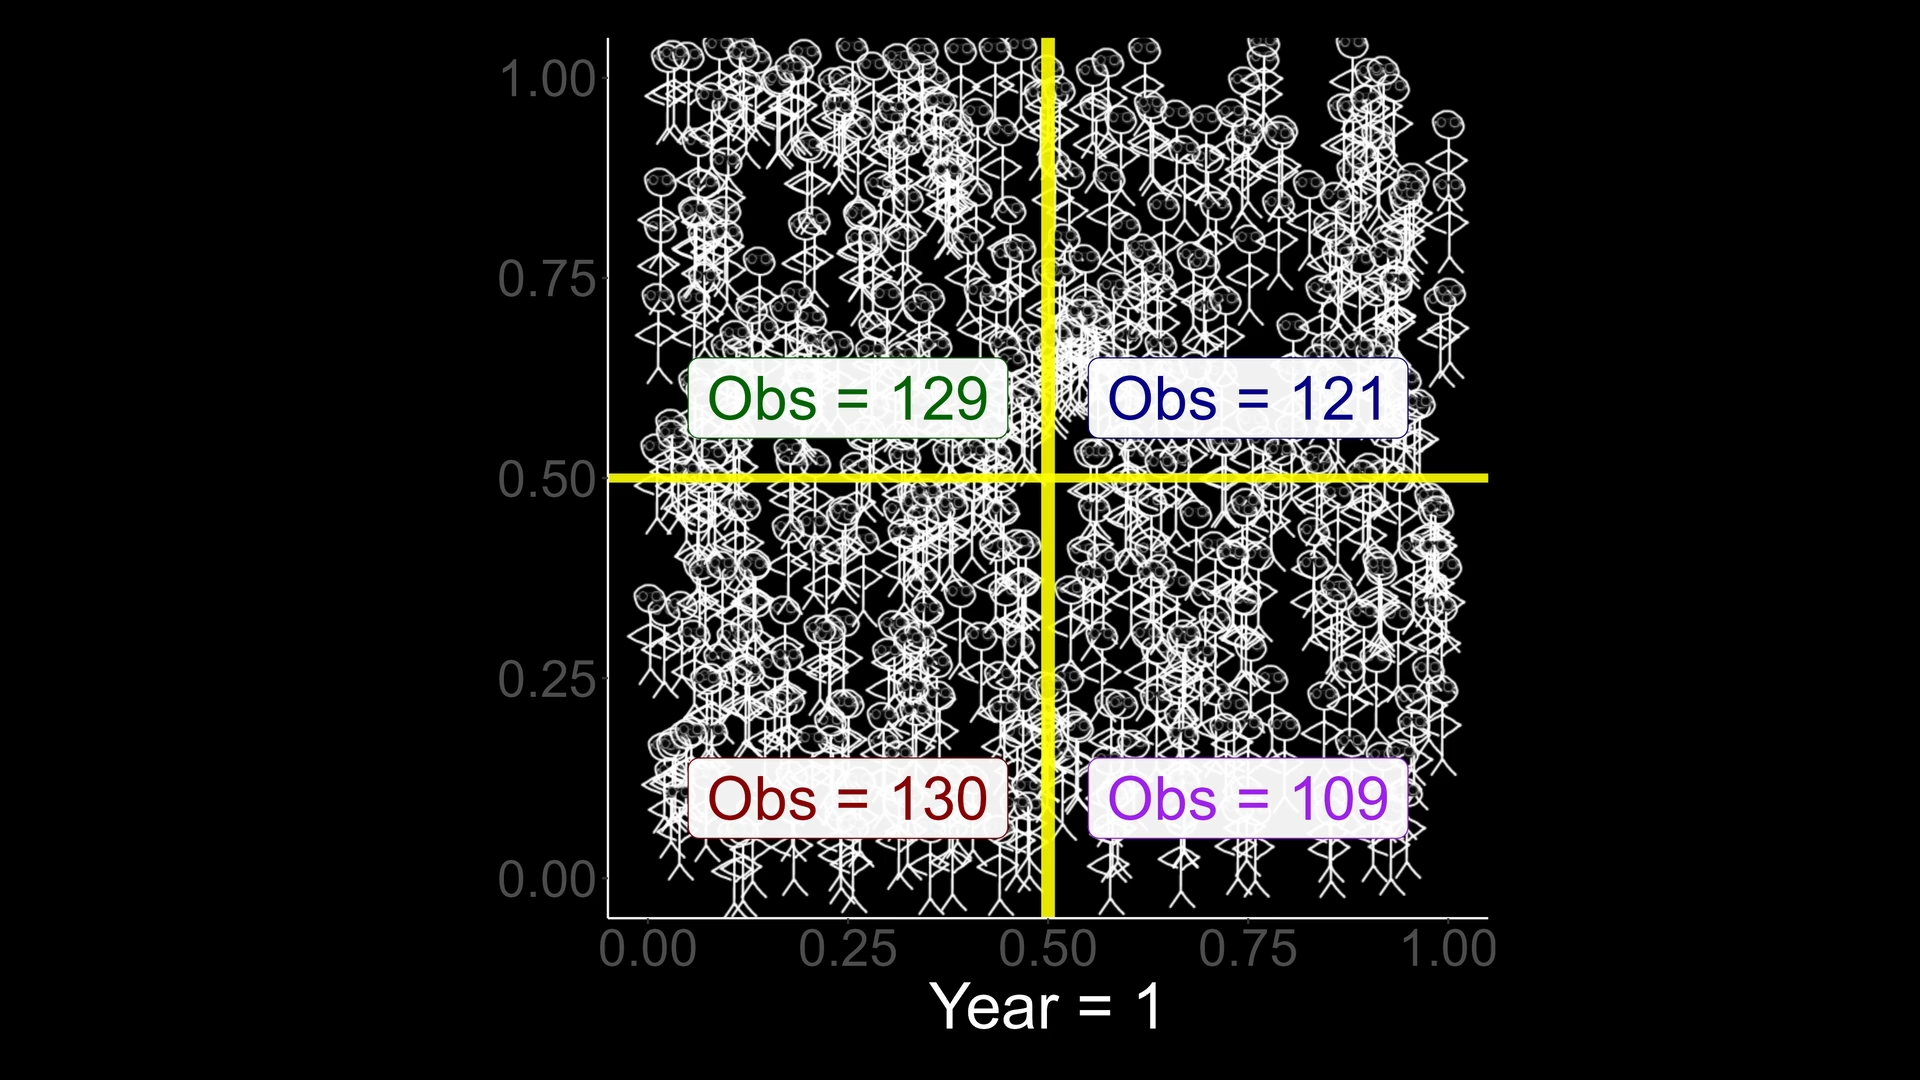 1.00
0.75
Obs = 129 Obs = 121
0.50
0.25
Obs = 130 Obs = 109
0.00
0.00 0.25 0.50 0.75 1.00
Year = 1